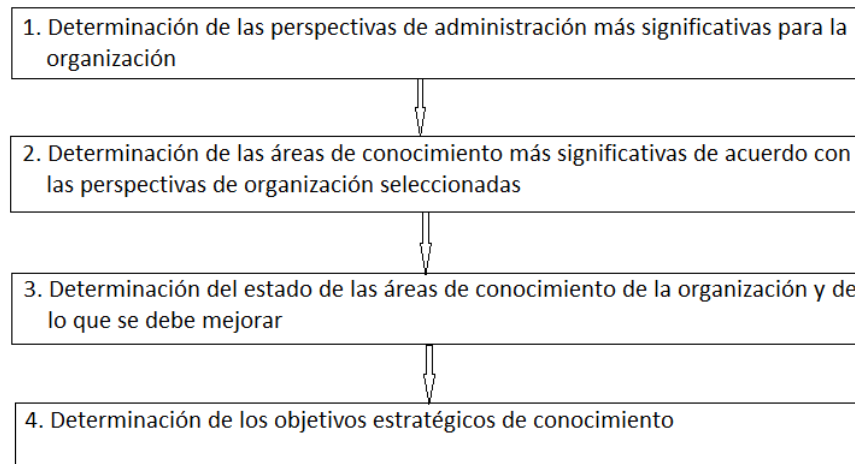 1. Determinación de las perspectivas de administración más significativas para la
organización
2. Determinación de las áreas de conocimiento más significativas de acuerdo con
las perspectivas de organización seleccionadas
3. Determinación del estado de las áreas de conocimiento de la organización y de
lo que se debe mejorar
4. Determinación de los objetivos estratégicos de conocimiento